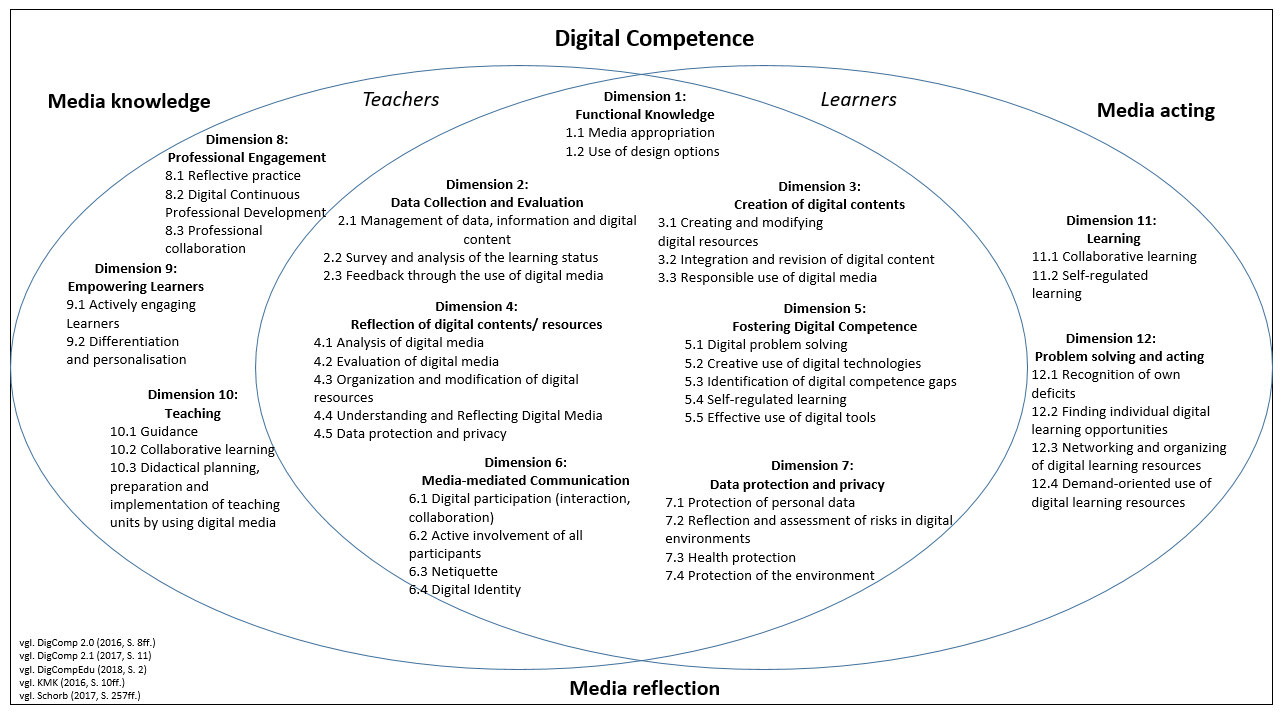 Digital Competence
Media knowledge
Teachers
Learners
Media acting
Dimension 1:
Functional Knowledge
1.1 Media appropriation
1.2 Use of design options
Dimension 8:
Professional Engagement
8.1 Reflective practice
8.2 Digital Continuous
Professional Development
8.3 Professional
collaboration
Dimension 9:
Empowering Learners
9.1 Actively engaging
Learners
9.2 Differentiation
and personalisation
Dimension 10:
Teaching
10.1 Guidance
10.2 Collaborative learning
10.3 Didactical planning,
preparation and
implementation of teaching
units by using digital media
Dimension 2:
Data Collection and Evaluation
2.1 Management of data, information and digital
content
2.2 Survey and analysis of the learning status
2.3 Feedback through the use of digital media
Dimension 3:
Creation of digital contents
3.1 Creating and modifying
digital resources
3.2 Integration and revision of digital content
3.3 Responsible use of digital media
Dimension 4:
Reflection of digital contents/ resources
4.1 Analysis of digital media
4.2 Evaluation of digital media
4.3 Organization and modification of digital
resources
4.4 Understanding and Reflecting Digital Media
4.5 Data protection and privacy
Dimension 5:
Fostering Digital Competence
5.1 Digital problem solving
5.2 Creative use of digital technologies
5.3 Identification of digital competence gaps
5.4 Self-regulated learning
5.5 Effective use of digital tools
Dimension 6:
Media-mediated Communication
6.1 Digital participation (interaction,
collaboration)
6.2 Active involvement of all
participants
6.3 Netiquette
6.4 Digital Identity
Dimension 7:
Data protection and privacy
7.1 Protection of personal data
7.2 Reflection and assessment of risks in digital
environments
7.3 Health protection
7.4 Protection of the environment
Dimension 11:
Learning
11.1 Collaborative learning
11.2 Self-regulated
learning
Dimension 12:
Problem solving and acting
12.1 Recognition of own
deficits
12.2 Finding individual digital
learning opportunities
12.3 Networking and organizing
of digital learning resources
12.4 Demand-oriented use of
digital learning resources
vgl. DigComp 2.0 (2016, S. 8ff.)
vgl. DigComp 2.1 (2017, S. 11)
vgl. DigCompEdu (2018, S. 2)
vgl. KMK (2016, S. 10ff.)
vgl. Schorb (2017, S. 257ff.)
Media reflection